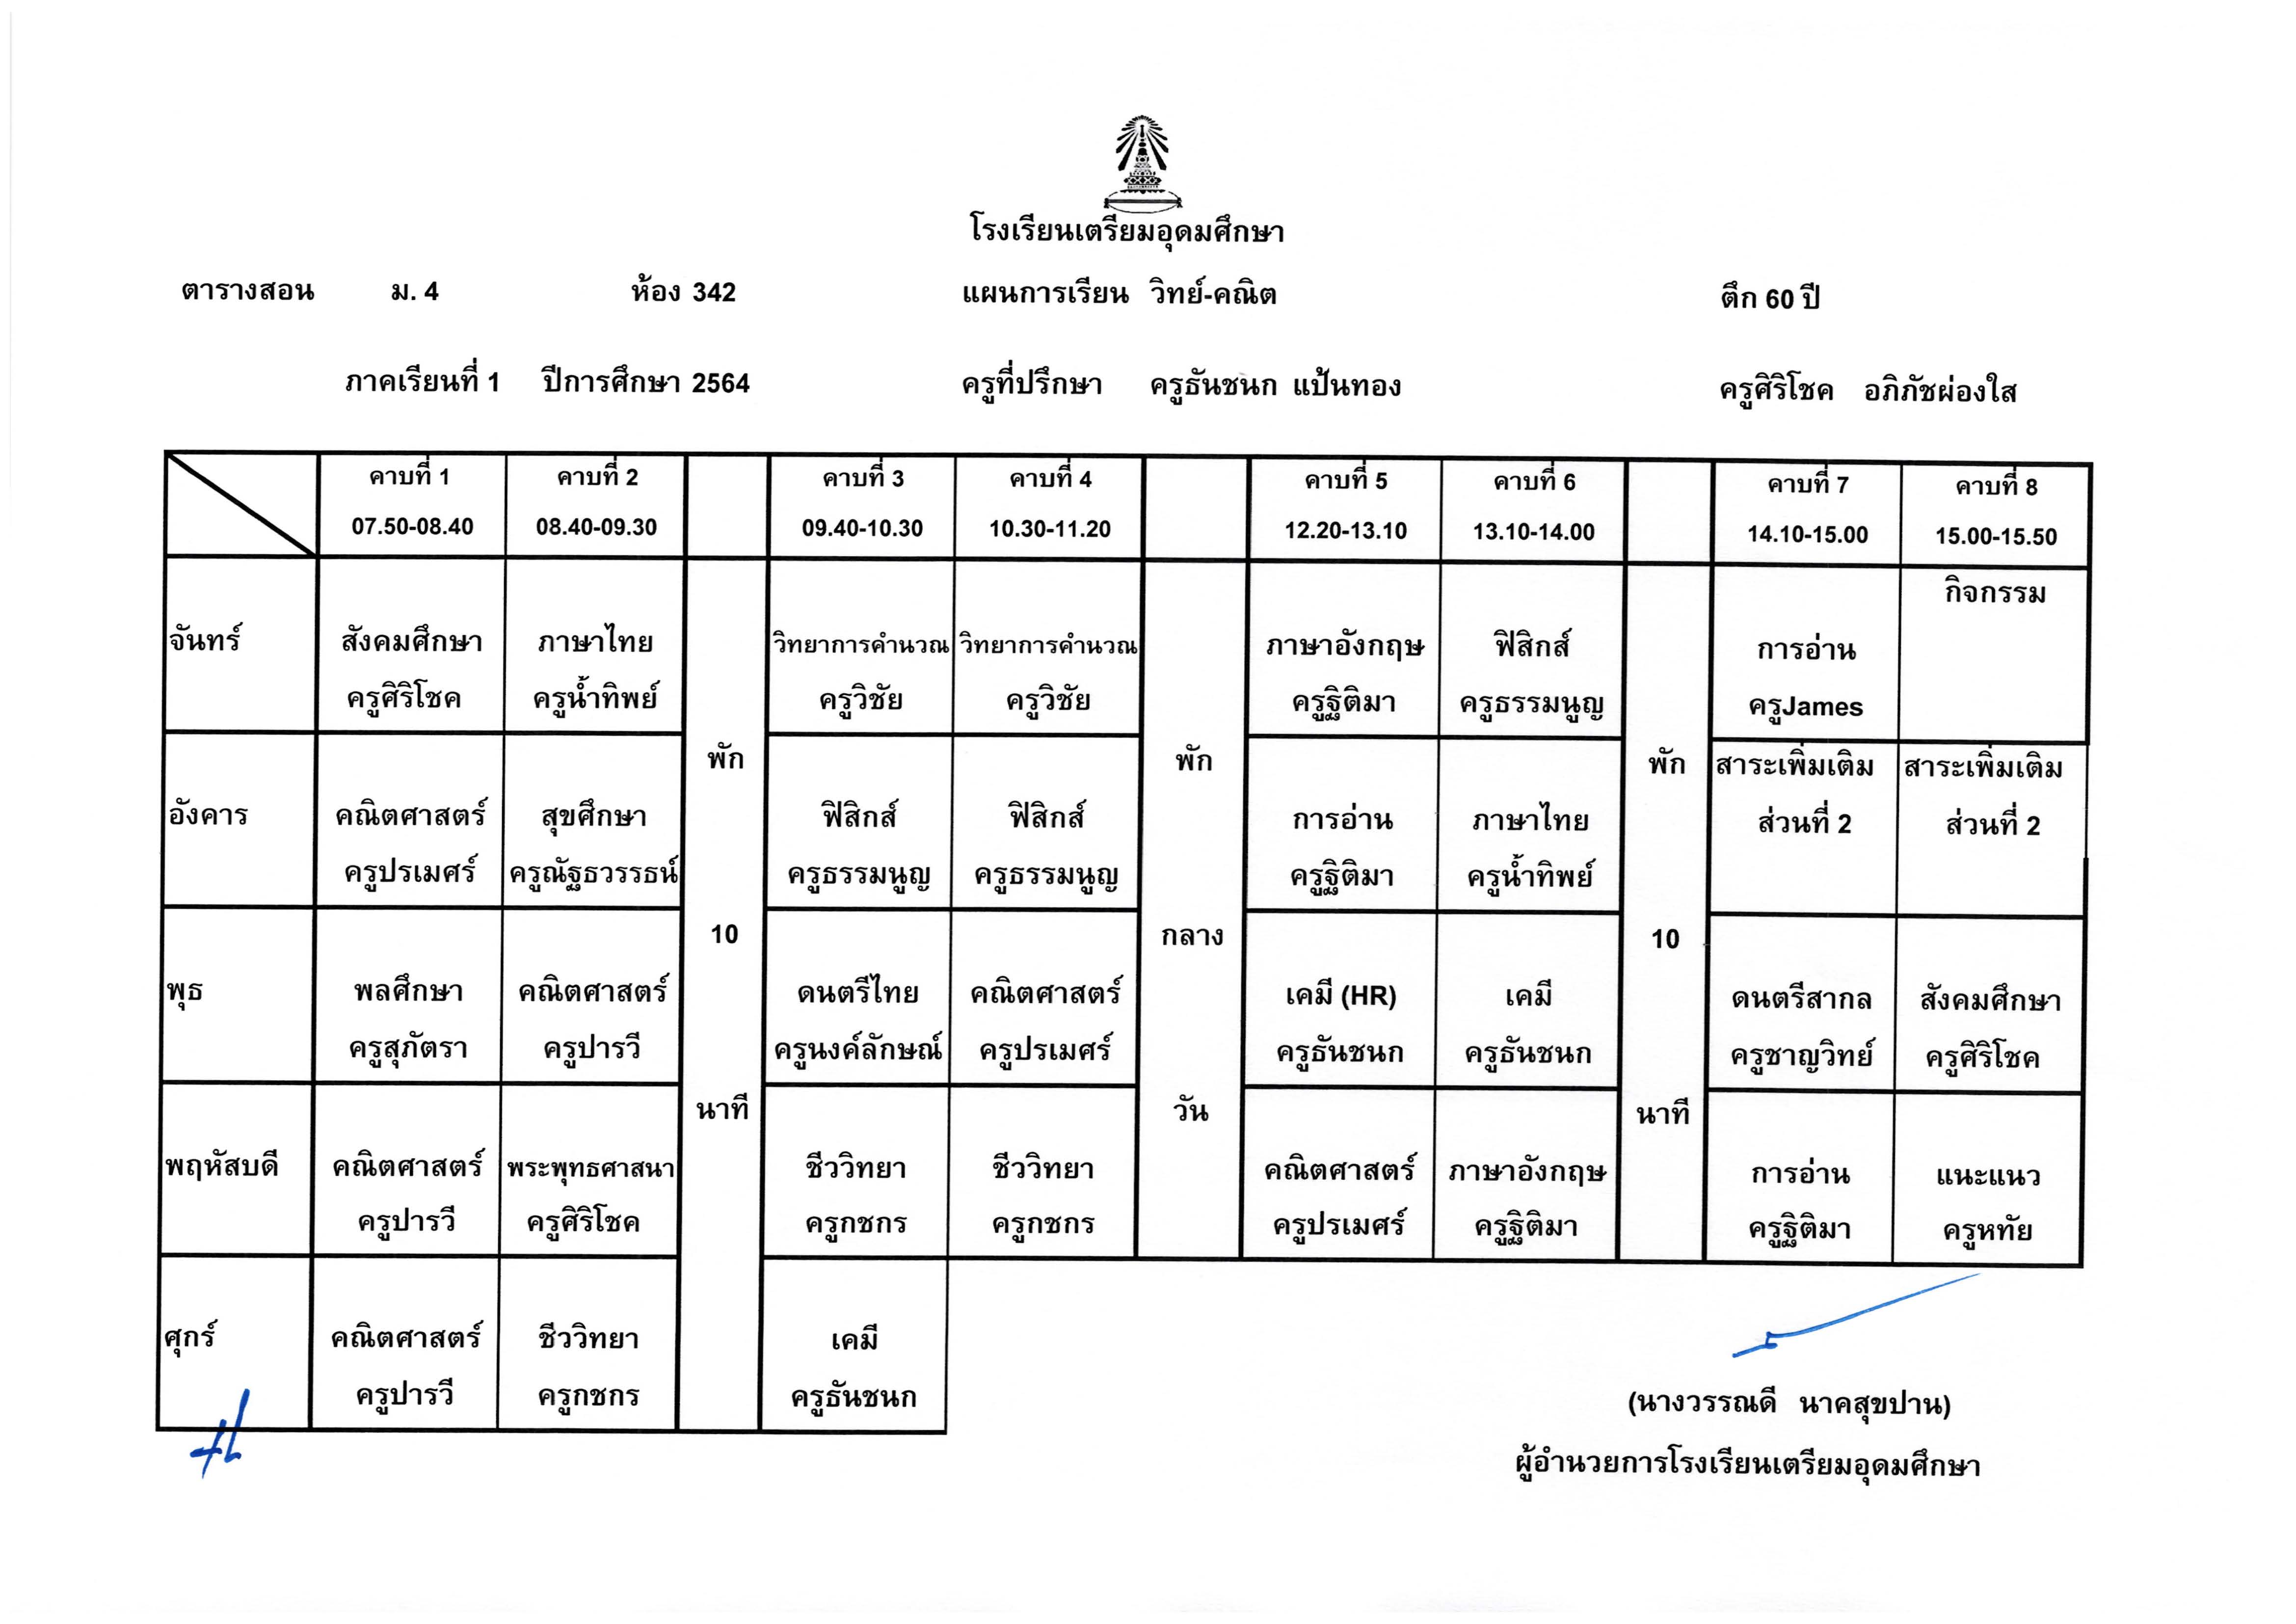 โรงเรียนเตรียมอุดมศึกษา
ตารางสอน ม. 4 ห้อง 342 แผนการเรียน วิทย์-คณิต ตึก 60 ปี
ภาคเรียนที่ 1 ปีการศึกษา 2564 ครูที่ปรึกษา ครูธันชนก แป้นทอง ครูศิริโชค อภิภัชผ่องใส
คาบที่ 1 คาบที่ 2 คาบที่ 3 คาบที่ 4 คาบที่ 5 คาบที่ 6 คาบที่ 7 คาบที่ 8
07.50-08.40 08.40-09.30 09.40-10.30 10.30-11.20 12.20-13.10 13.10-14.00 14.10-15.00 15.00-15.50
กิจกรรม
จันทร์ สังคมศึกษา ภาษาไทย วิทยาการคำนวณ วิทยาการคำนวณ ภาษาอังกฤษ ฟิสิกส์ การอ่าน
ครูศิริโชค ครูน้ำทิพย์ ครูวิชัย ครูวิชัย ครูฐิติมา ครูธรรมนูญ ครูJames
พัก พัก พัก สาระเพิ่มเติม สาระเพิ่มเติม
อังคาร คณิตศาสตร์ สุขศึกษา ฟิสิกส์ ฟิสิกส์ การอ่าน ภาษาไทย ส่วนที่ 2 ส่วนที่ 2
ครูปรเมศร์ ครูณัฐธวรรธน์ ครูธรรมนูญ ครูธรรมนูญ ครูฐิติมา ครูน้ำทิพย์
10 กลาง 10
พุธ พลศึกษา คณิตศาสตร์ ดนตรีไทย คณิตศาสตร์ เคมี (HR) เคมี ดนตรีสากล สังคมศึกษา
ครูสุภัตรา ครูปารวี ครูนงค์ลักษณ์ ครูปรเมศร์ ครูธันชนก ครูธันชนก ครูชาญวิทย์ ครูศิริโชค
นาที วัน นาที
พฤหัสบดี คณิตศาสตร์ พระพุทธศาสนา ชีววิทยา ชีววิทยา คณิตศาสตร์ ภาษาอังกฤษ การอ่าน แนะแนว
ครูปารวี ครูศิริโชค ครูกชกร ครูกชกร ครูปรเมศร์ ครูฐิติมา ครูฐิติมา ครูหทัย
ศุกร์ คณิตศาสตร์ ชีววิทยา เคมี
ครูปารวี ครูกชกร ครูธันชนก
(นางวรรณดี นาคสุขปาน)
ผู้อำนวยการโรงเรียนเตรียมอุดมศึกษา